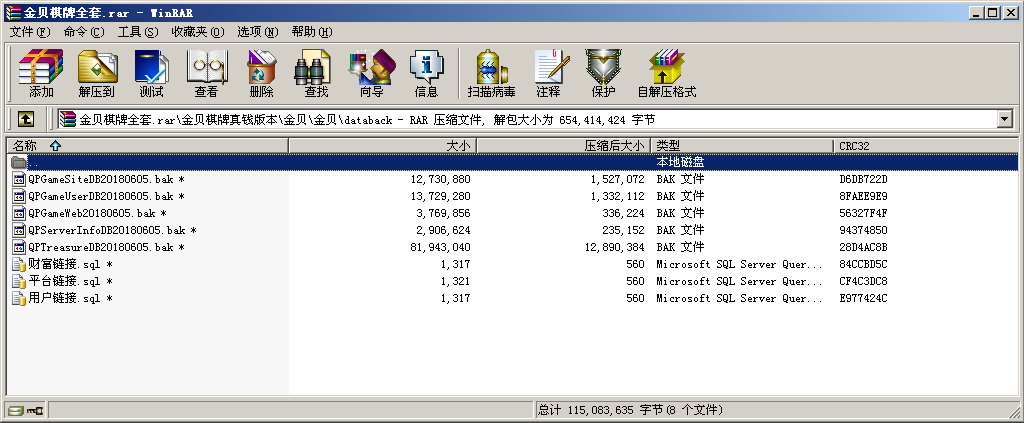 金贝棋牌全套.rar - WinRAR
文件(F) 命令(C) 工具(S) 收藏夹(O) 选项(N) 帮助(H)
添加 解压到 测试 查看 删除 查找 向导 信息 扫描病毒 注释 保护 自解压格式
金贝棋牌全套.rar\金贝棋牌真钱版本\金贝\金贝\databack - RAR 压缩文件, 解包大小为 654,414,424 字节
名称 大小 压缩后大小 类型 CRC32
.. 本地磁盘
QPGameSiteDB20180605.bak * 12,730,880 1,527,072 BAK 文件 D6DB722D
QPGameUserDB20180605.bak * 13,729,280 1,332,112 BAK 文件 8FAEE9E9
QPGameWeb20180605.bak * 3,769,856 336,224 BAK 文件 56327F4F
QPServerInfoDB20180605.bak * 2,906,624 235,152 BAK 文件 94374850
QPTreasureDB20180605.bak * 81,943,040 12,890,384 BAK 文件 28D4AC8B
财富链接.sql * 1,317 560 Microsoft SQL Server Quer... 84CCBD5C
平台链接.sql * 1,321 560 Microsoft SQL Server Quer... CF4C3DC8
用户链接.sql * 1,317 560 Microsoft SQL Server Quer... E977424C
总计 115,083,635 字节(8 个文件)